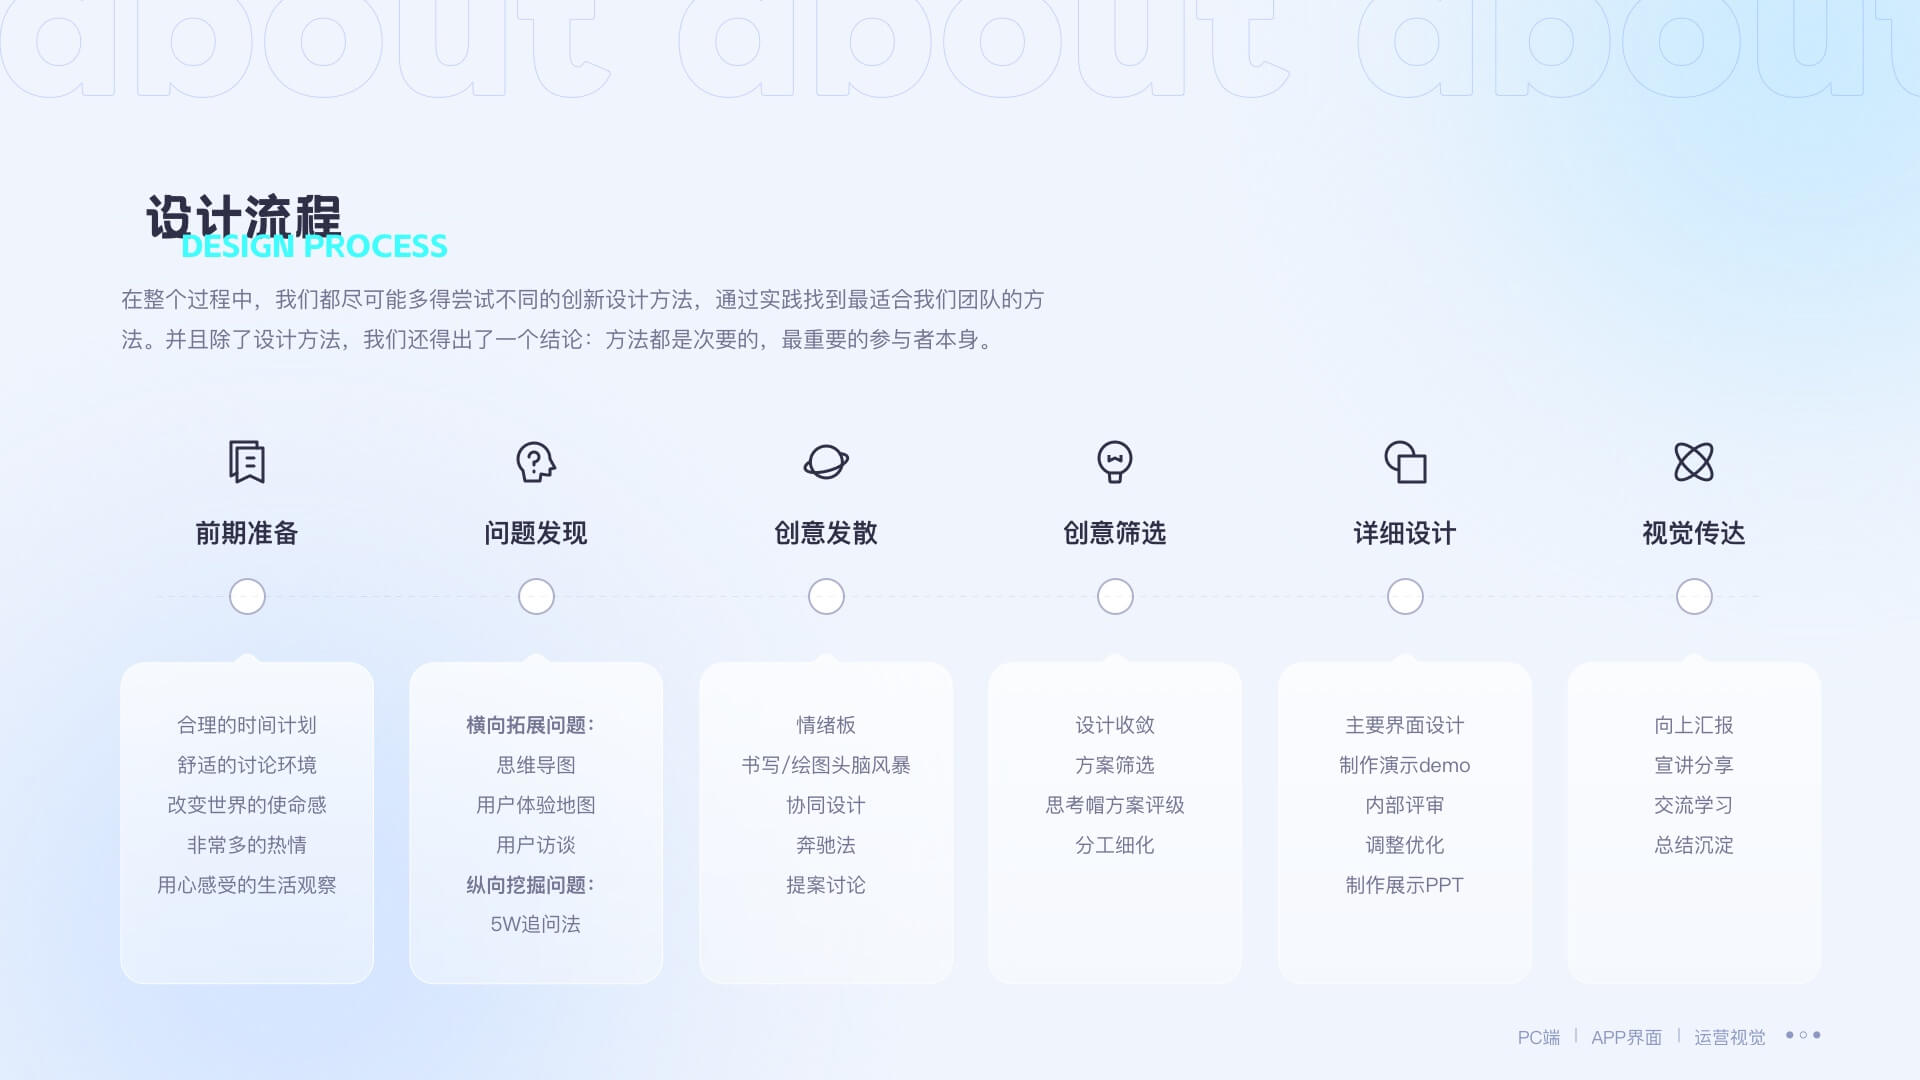 about about about
设计流程
DESIGN PROCESS
在整个过程中，我们都尽可能多得尝试不同的创新设计方法，通过实践找到最适合我们团队的方
法。并且除了设计方法，我们还得出了一个结论：方法都是次要的，最重要的参与者本身。
前期准备
问题发现
创意发散
创意筛选
详细设计
视觉传达
合理的时间计划
舒适的讨论环境
改变世界的使命感
非常多的热情
用心感受的生活观察
横向拓展问题：
思维导图
用户体验地图
用户访谈
纵向挖掘问题：
5W追问法
情绪板
书写/绘图头脑风暴
协同设计
奔驰法
提案讨论
设计收敛
方案筛选
思考帽方案评级
分工细化
主要界面设计
制作演示demo
内部评审
调整优化
制作展示PPT
向上汇报
宣讲分享
交流学习
总结沉淀
PC端 | APP界面 | 运营视觉